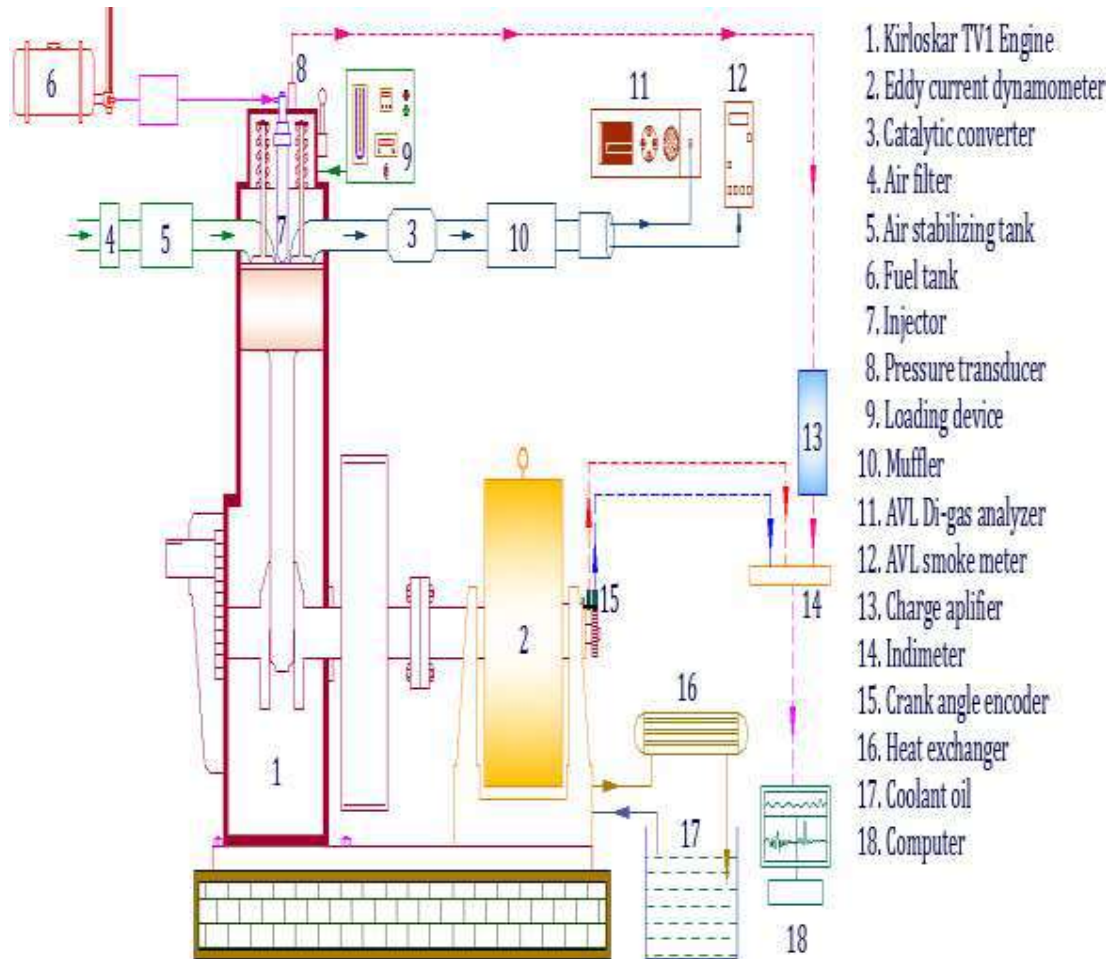 6
8
9
11
12
4
5
7
3
10
13
2
15
14
16
1
17
18
1. Kirloskar TV1 Engine
2. Eddy current dynamometer
3. Catalytic converter
4. Air filter
5. Air stabilizing tank
6. Fuel tank
7. Injector
8. Pressure transducer
9. Loading device
10. Muffler
11. AVL Di-gas analyzer
12. AVL smoke meter
13. Charge aplifier
14. Indimeter
15. Crank angle encoder
16. Heat exchanger
17. Coolant oil
18. Computer